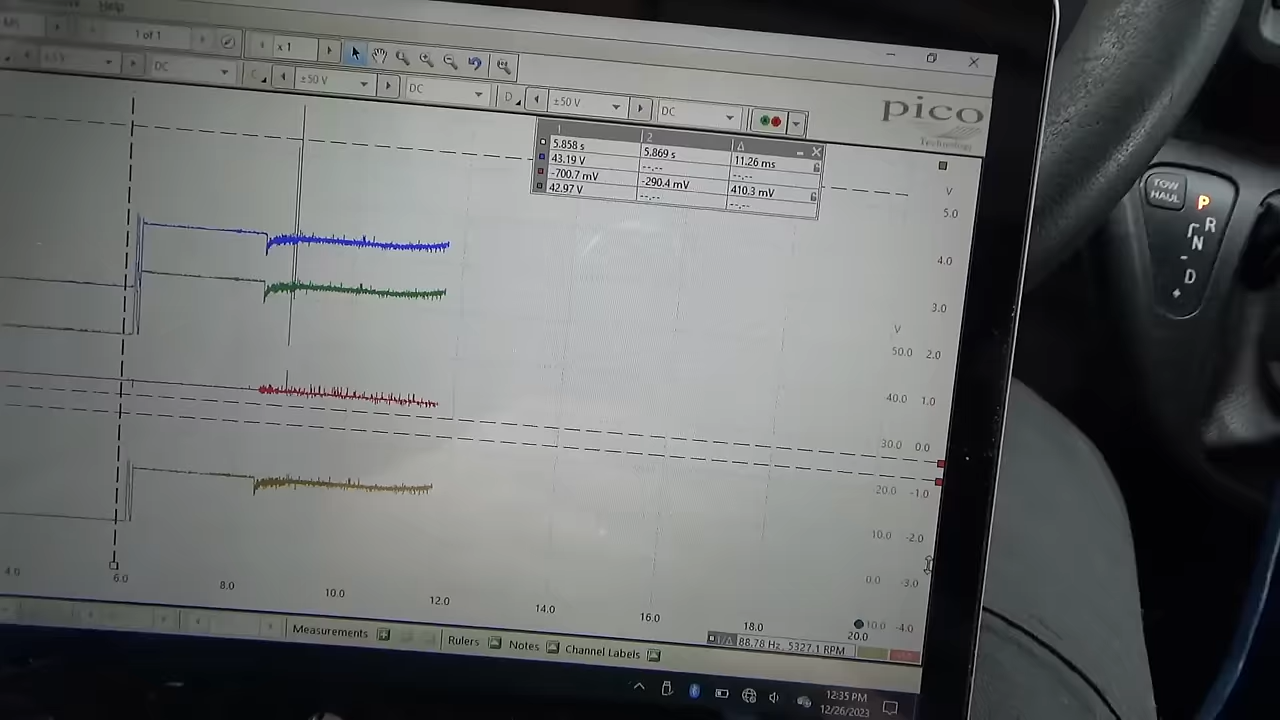 Help
1 of 1
x 1
DC
±50 V
DC
D
±50 V
DC
pico
Technology
1 2 Δ
5.858 s 5.869 s 11.26 ms
43.19 V --.-- --.--
-700.7 mV -290.4 mV 410.3 mV
42.97 V --.-- --.--
V
5.0
4.0
3.0
V
50.0 2.0
40.0 1.0
30.0 0.0
20.0 -1.0
10.0 -2.0
0.0 -3.0
10.0 -4.0
4.0 6.0 8.0 10.0 12.0 14.0 16.0 18.0 20.0
1/Δ 88.78 Hz, 5327.1 RPM
Measurements Rulers Notes Channel Labels
12:35 PM
12/26/2023
TOW
HAUL
P
R
N
-
D
+